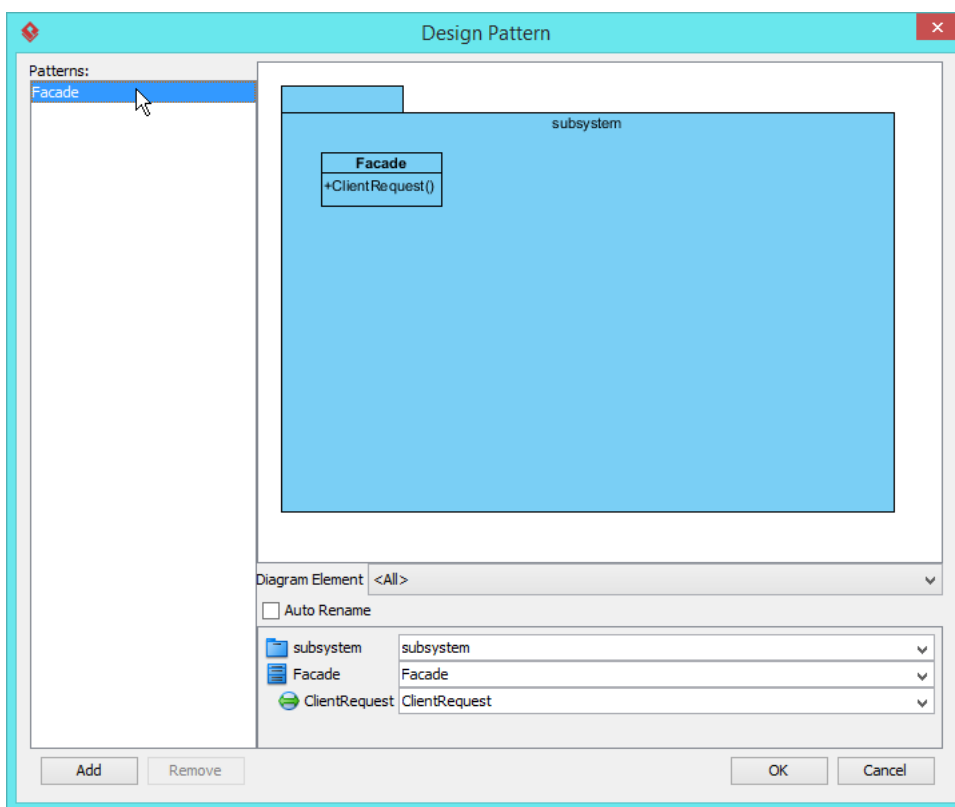 Design Pattern
Patterns:
Facade
subsystem
Facade
+ClientRequest()
Diagram Element <All>
Auto Rename
subsystem subsystem
Facade Facade
ClientRequest ClientRequest
Add Remove OK Cancel